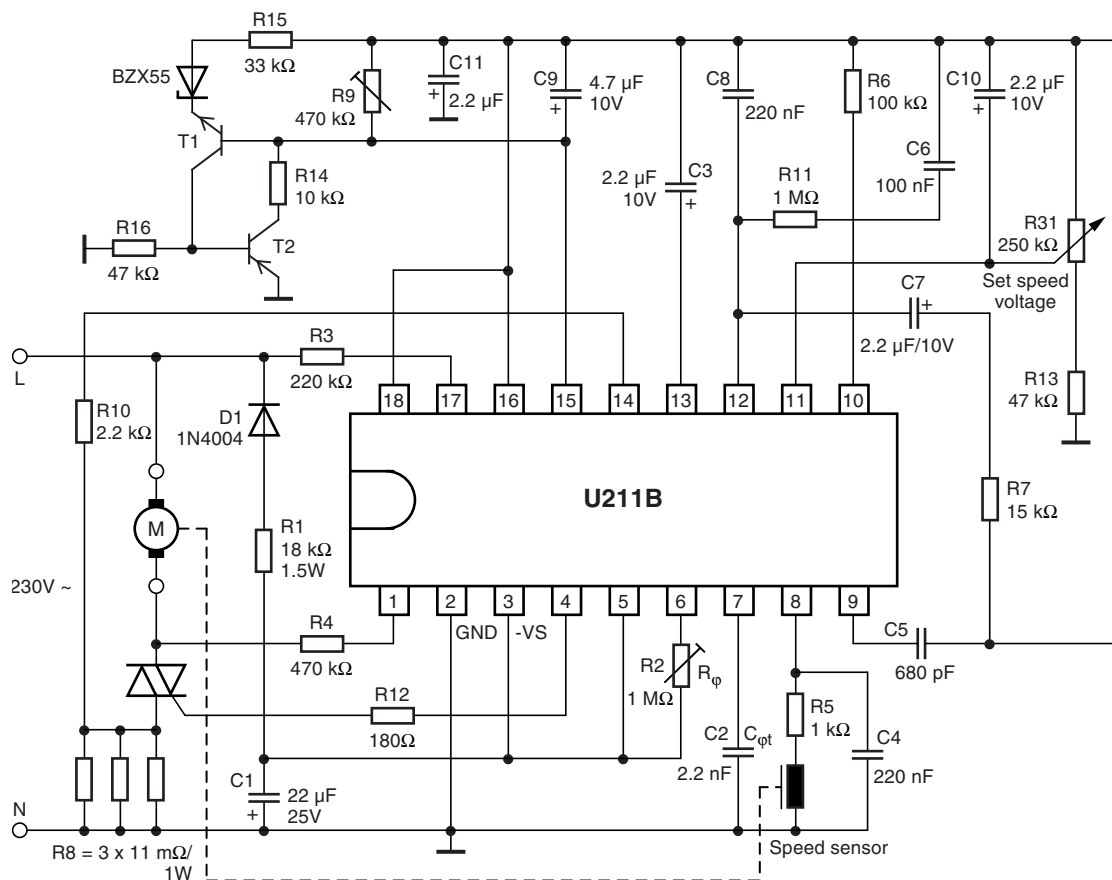 R15
33 kΩ
BZX55
T1
R9
470 kΩ
C11
+
2.2 µF
C9
+
4.7 µF
10V
C8
220 nF
R6
100 kΩ
C10
+
2.2 µF
10V
C6
100 nF
R14
10 kΩ
T2
R16
47 kΩ
2.2 µF
10V
C3
+
R11
1 MΩ
R31
250 kΩ
Set speed
voltage
C7
+
2.2 µF/10V
L
R3
220 kΩ
R10
2.2 kΩ
D1
1N4004
R13
47 kΩ
18 17 16 15 14 13 12 11 10
U211B
M
R1
18 kΩ
1.5W
R7
15 kΩ
230V ~
1 2 3 4 5 6 7 8 9
GND -VS
R4
470 kΩ
C5
680 pF
R2
1 MΩ
Rφ
R12
180Ω
R5
1 kΩ
C4
220 nF
C2
2.2 nF
Cφt
C1
+
22 µF
25V
N
R8 = 3 x 11 mΩ/
1W
Speed sensor